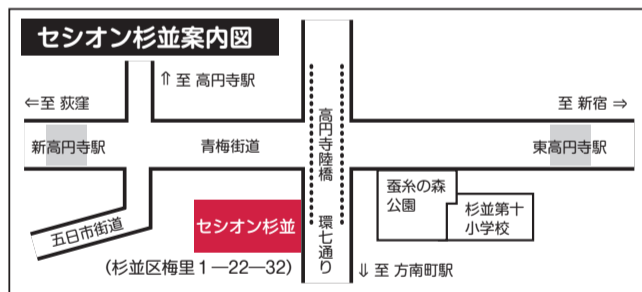 セシオン杉並案内図
⇑至 高円寺駅
⇐至 荻窪
至 新宿⇒
新高円寺駅
青梅街道
高円寺陸橋
東高円寺駅
蚕糸の森
公園
杉並第十
小学校
五日市街道
セシオン杉並
環七通り
(杉並区梅里1―22―32)
⇓至 方南町駅